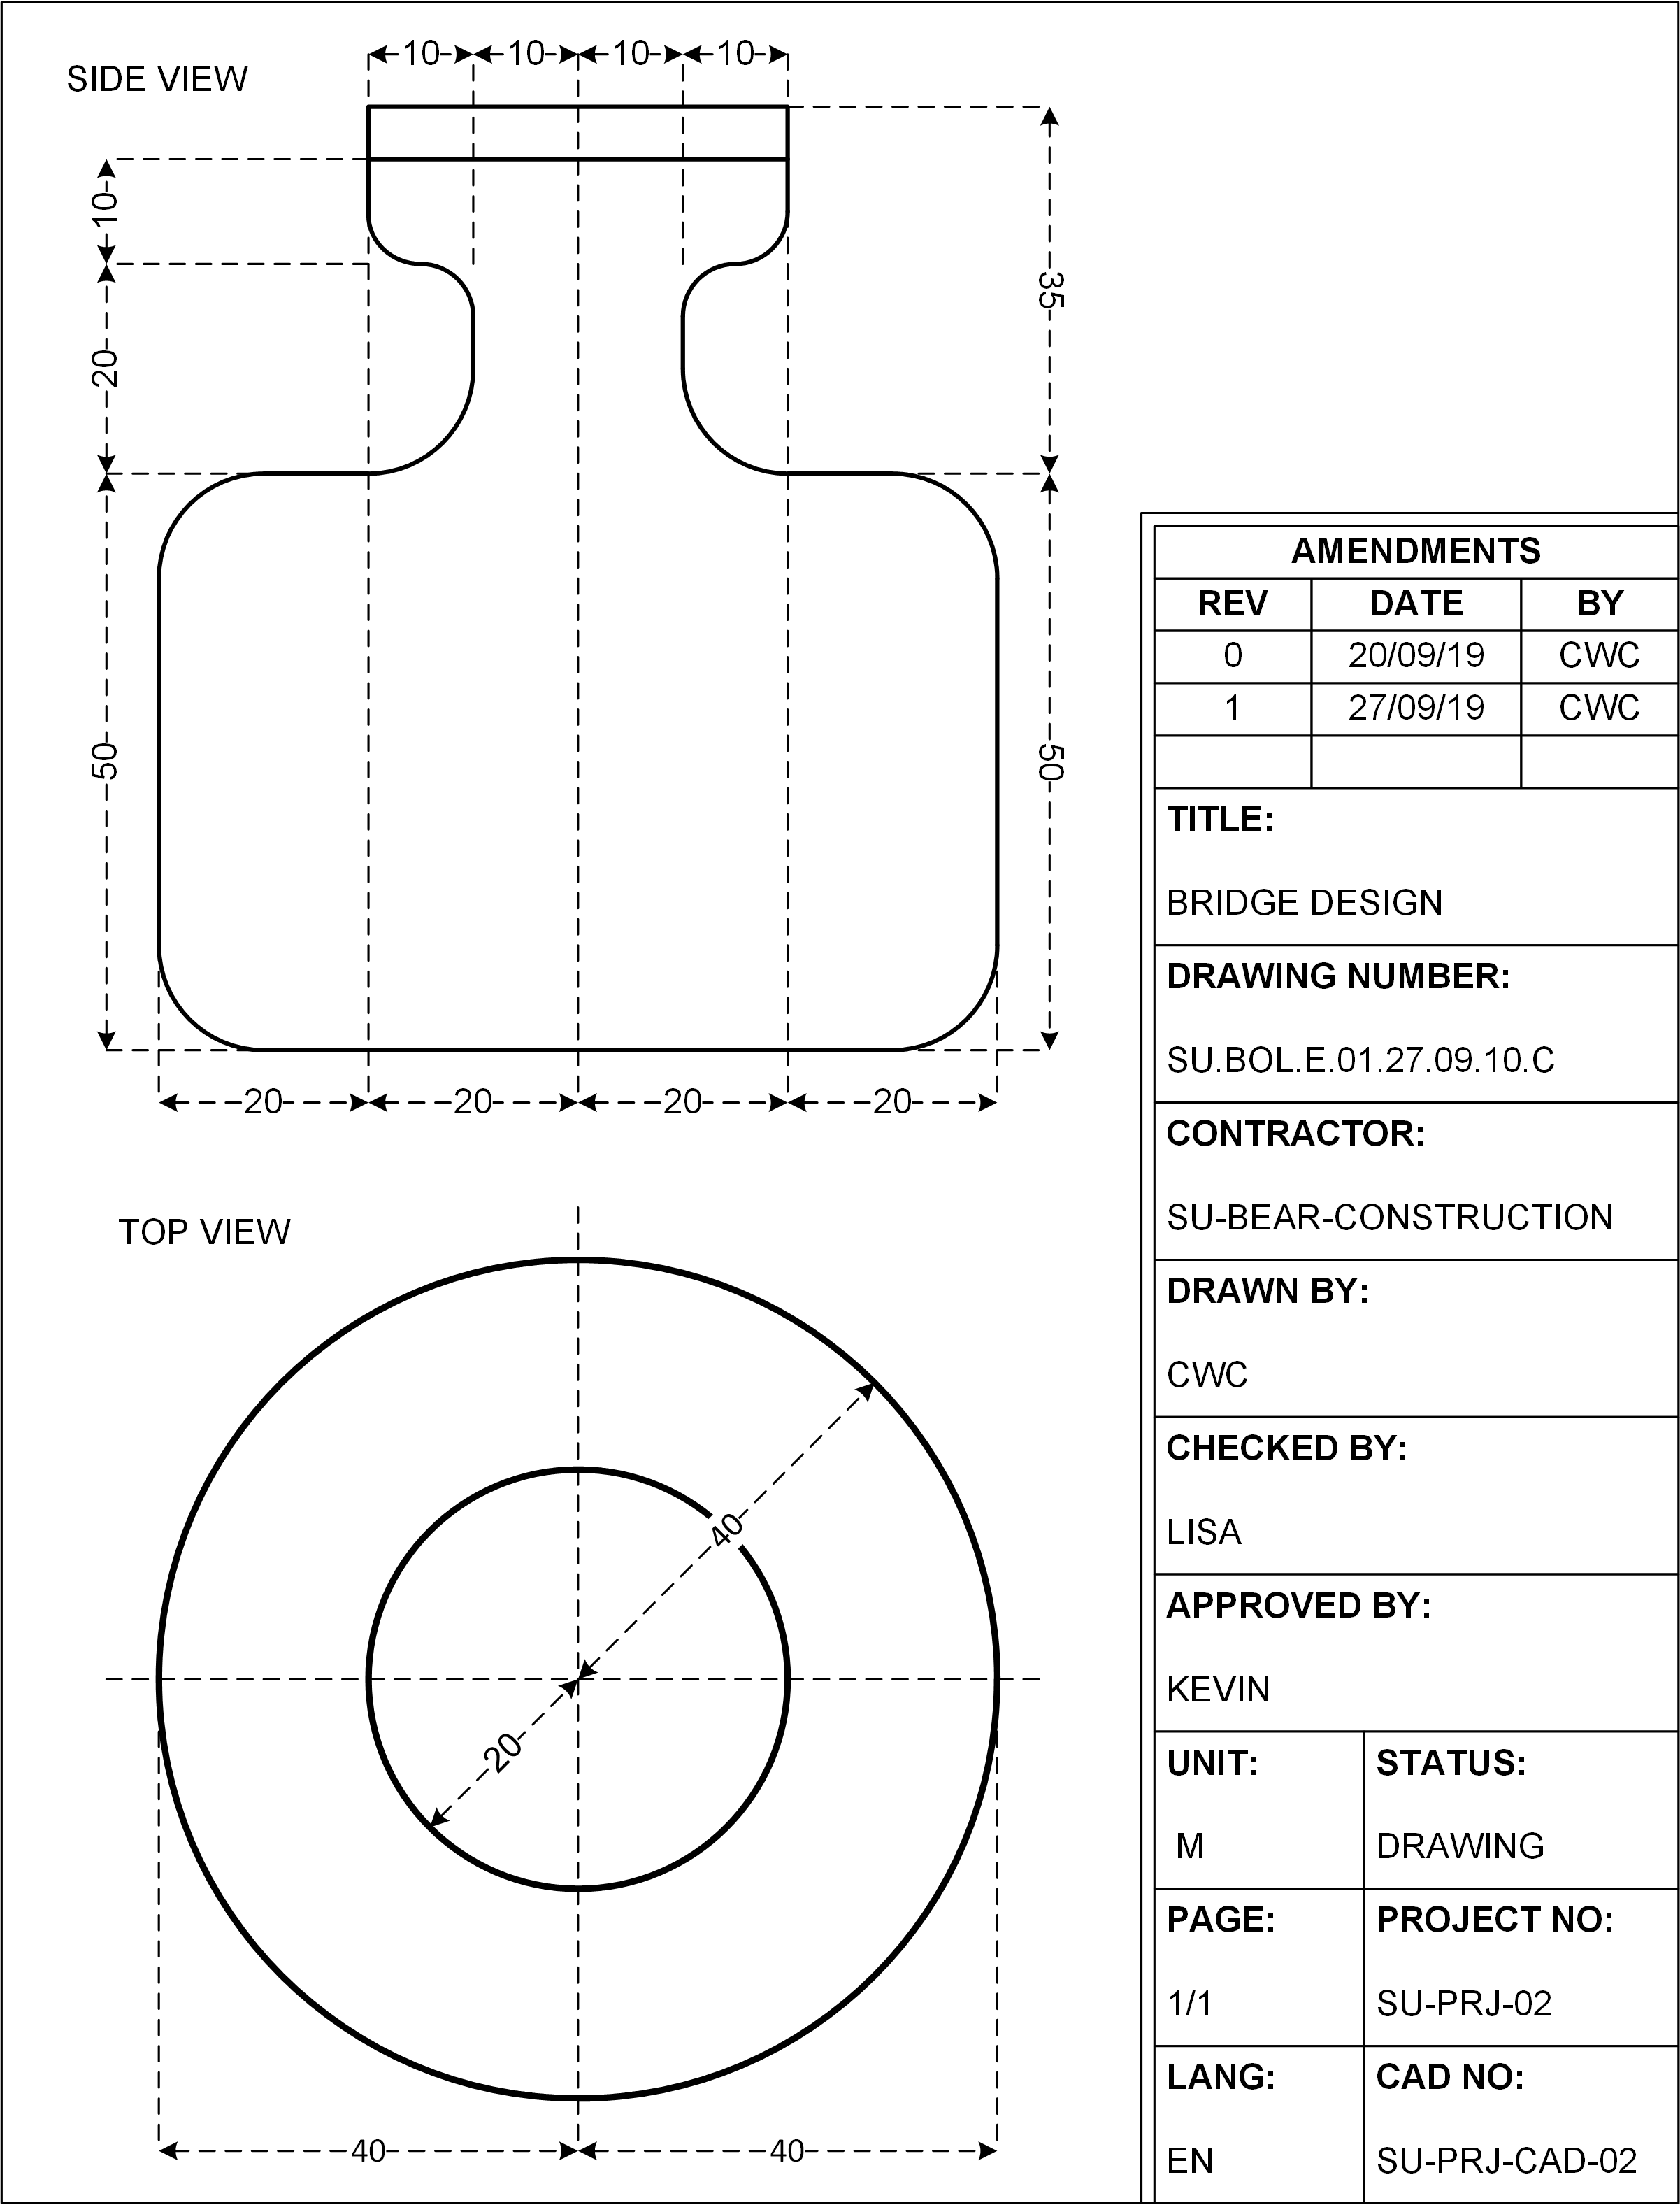 10 10 10 10
SIDE VIEW
10
35
20
50
50
20 20 20 20
TOP VIEW
40
20
40 40
AMENDMENTS
REV DATE BY
0 20/09/19 CWC
1 27/09/19 CWC
TITLE:
BRIDGE DESIGN
DRAWING NUMBER:
SU.BOL.E.01.27.09.10.C
CONTRACTOR:
SU-BEAR-CONSTRUCTION
DRAWN BY:
CWC
CHECKED BY:
LISA
APPROVED BY:
KEVIN
UNIT: STATUS:
M DRAWING
PAGE: PROJECT NO:
1/1 SU-PRJ-02
LANG: CAD NO:
EN SU-PRJ-CAD-02